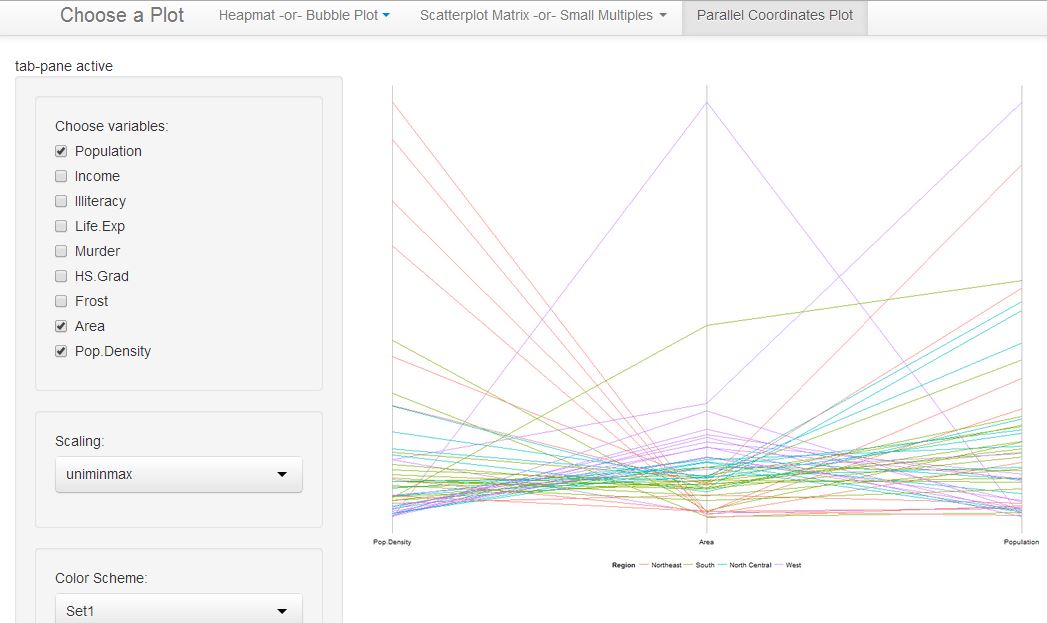 Choose a Plot
Heapmat -or- Bubble Plot
Scatterplot Matrix -or- Small Multiples
Parallel Coordinates Plot
tab-pane active
Choose variables:
Population
Income
Illiteracy
Life.Exp
Murder
HS.Grad
Frost
Area
Pop.Density
Scaling:
uniminmax
Color Scheme:
Set1
Pop.Density
Area
Population
Region Northeast South North Central West